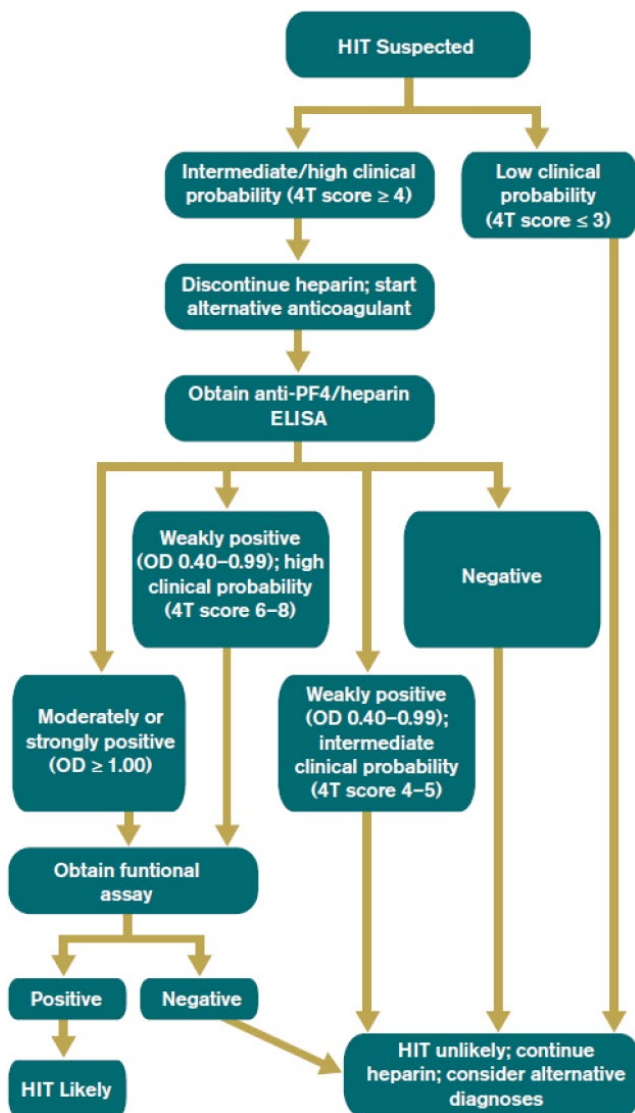 HIT Suspected
Intermediate/high clinical
probability (4T score ≥ 4)
Low clinical
probability
(4T score ≤ 3)
Discontinue heparin; start
alternative anticoagulant
Obtain anti-PF4/heparin
ELISA
Weakly positive
(OD 0.40–0.99); high
clinical probability
(4T score 6–8)
Negative
Moderately or
strongly positive
(OD ≥ 1.00)
Weakly positive
(OD 0.40–0.99);
intermediate
clinical probability
(4T score 4–5)
Obtain funtional
assay
Positive
Negative
HIT Likely
HIT unlikely; continue
heparin; consider alternative
diagnoses